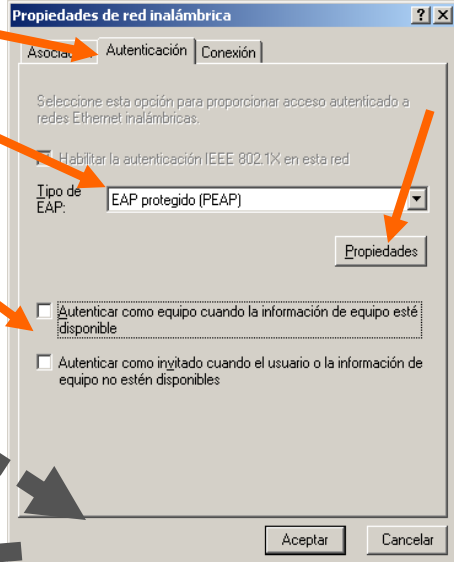 Propiedades de red inalámbrica
Autenticación Conexión
Seleccione esta opción para proporcionar acceso autenticado a
redes Ethernet inalámbricas.
Habilitar la autenticación IEEE 802.1X en esta red
Tipo de
EAP:
EAP protegido (PEAP)
Propiedades
Autenticar como equipo cuando la información de equipo esté
disponible
Autenticar como invitado cuando el usuario o la información de
equipo no estén disponibles
Aceptar Cancelar